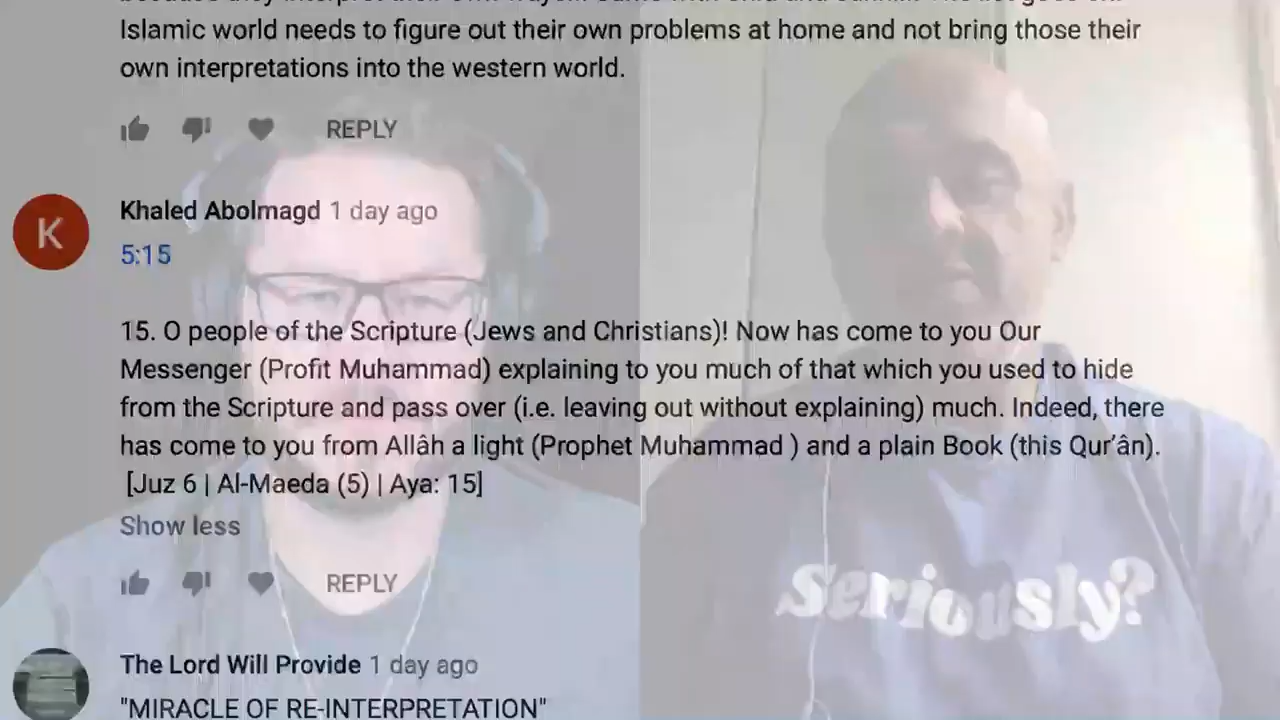 Islamic world needs to figure out their own problems at home and not bring those their
own interpretations into the western world.
REPLY
K
Khaled Abolmagd 1 day ago
5:15
15. O people of the Scripture (Jews and Christians)! Now has come to you Our
Messenger (Profit Muhammad) explaining to you much of that which you used to hide
from the Scripture and pass over (i.e. leaving out without explaining) much. Indeed, there
has come to you from Allâh a light (Prophet Muhammad ) and a plain Book (this Qur’ân).
[Juz 6 | Al-Maeda (5) | Aya: 15]
Show less
REPLY
Seriously?
The Lord Will Provide 1 day ago
"MIRACLE OF RE-INTERPRETATION"